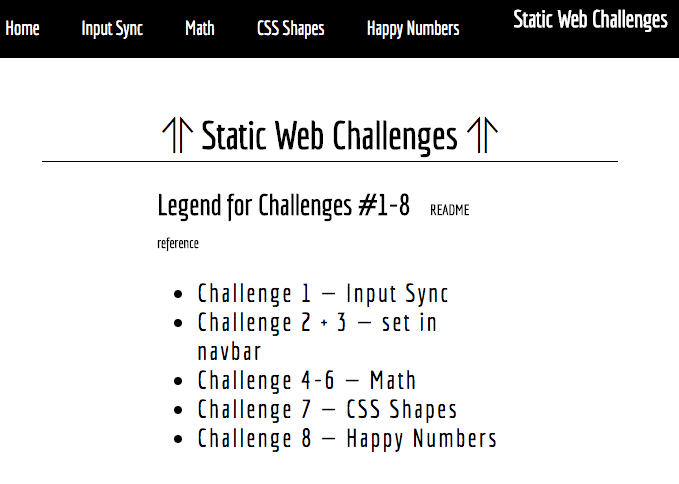 Home Input Sync Math CSS Shapes Happy Numbers Static Web Challenges
⥮ Static Web Challenges ⥮
Legend for Challenges #1-8 README
reference
Challenge 1 — Input Sync
Challenge 2 + 3 — set in
navbar
Challenge 4-6 — Math
Challenge 7 — CSS Shapes
Challenge 8 — Happy Numbers